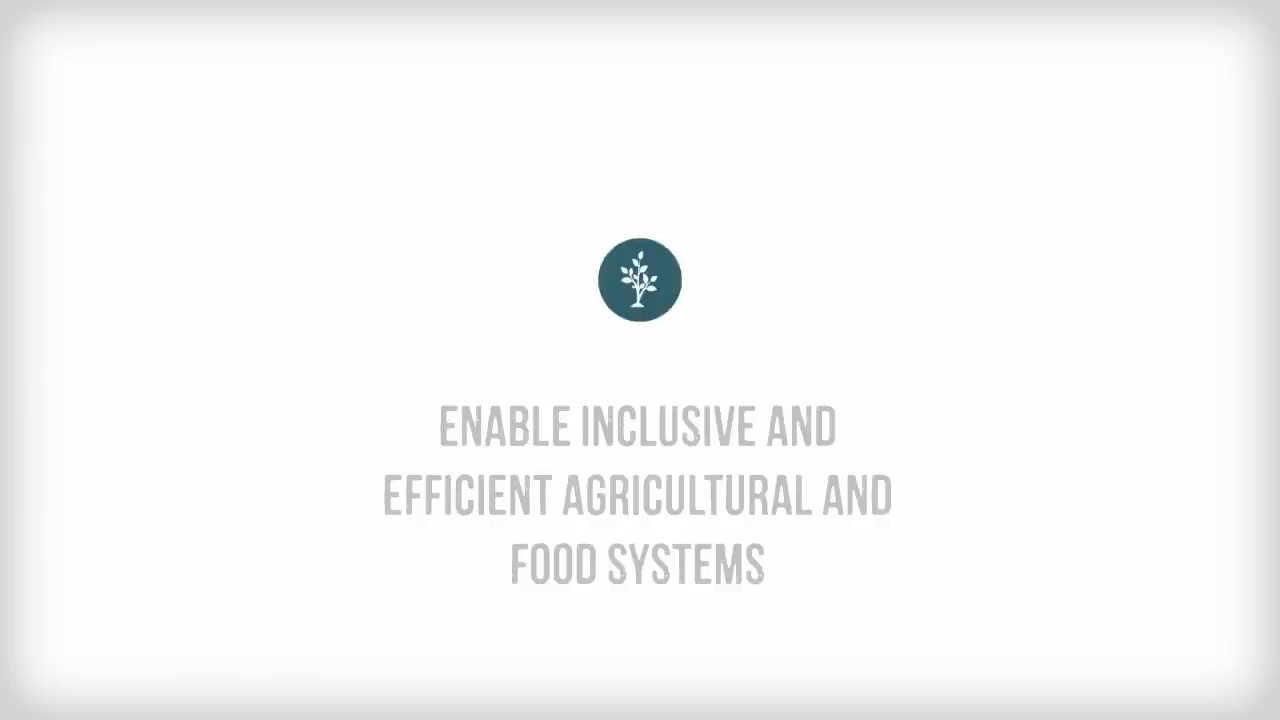 ENABLE INCLUSIVE AND
EFFICIENT AGRICULTURAL AND
FOOD SYSTEMS